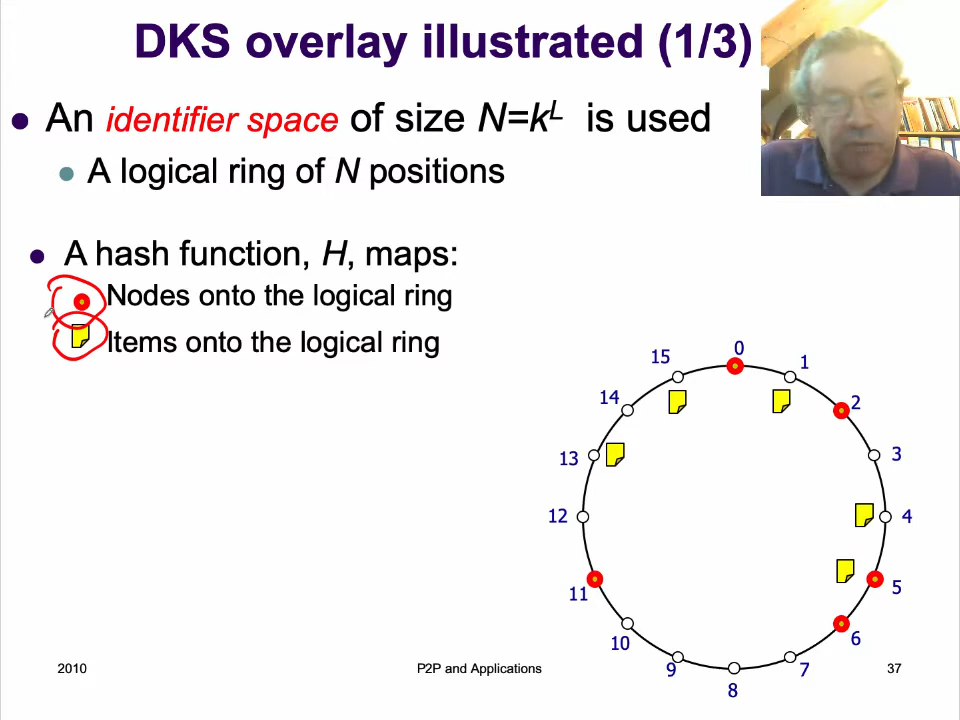 DKS overlay illustrated (1/3)
An identifier space of size N=k^L is used
A logical ring of N positions
A hash function, H, maps:
Nodes onto the logical ring
Items onto the logical ring
0
15
1
14
2
13
3
12
4
11
5
10
6
9
7
8
2010
P2P and Applications
37